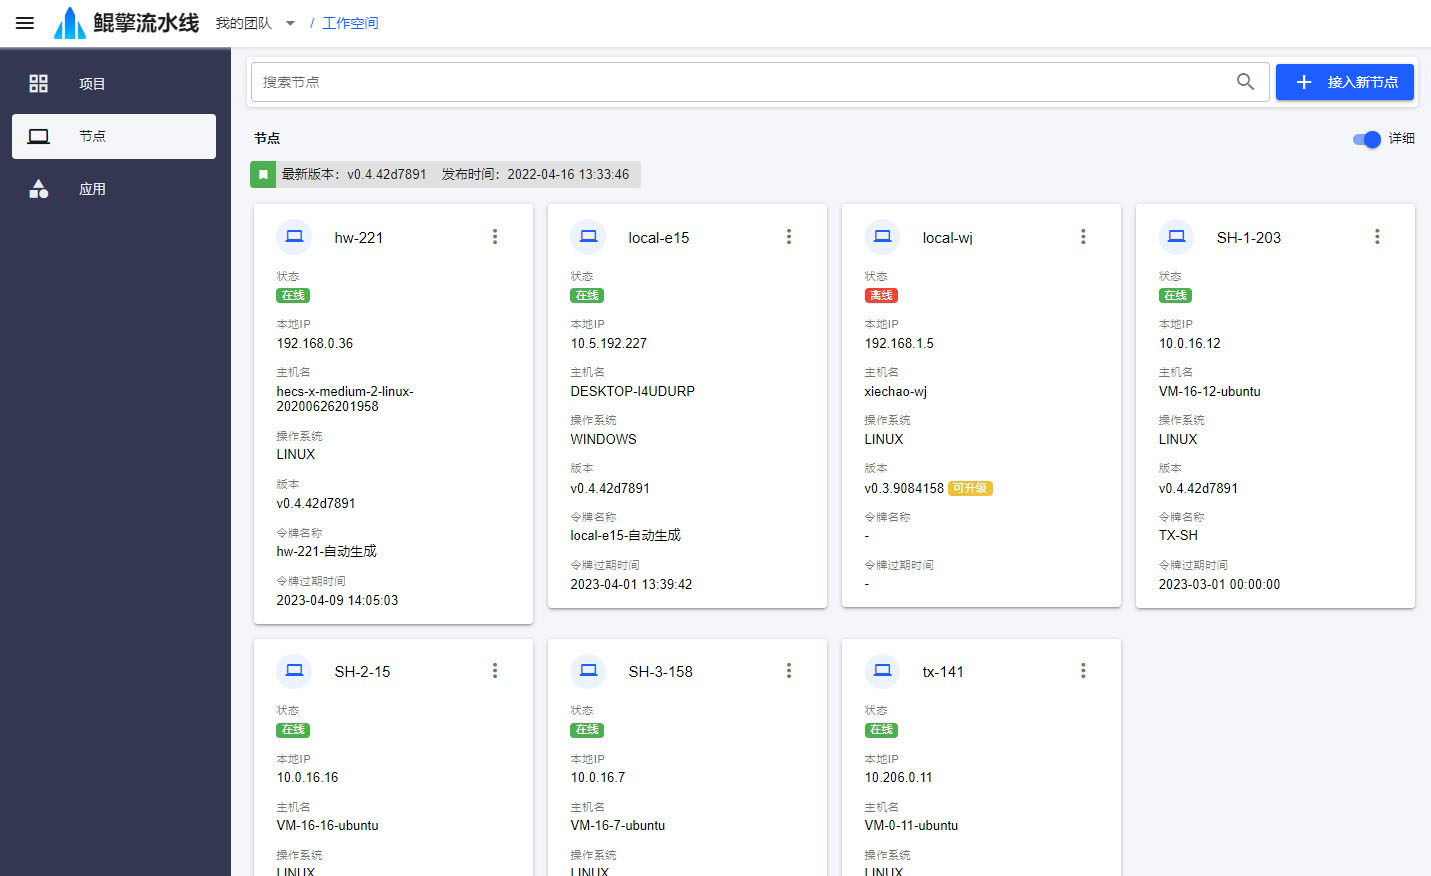 鲲擎流水线 我的团队 / 工作空间
项目
节点
应用
搜索节点
接入新节点
节点
详细
最新版本：v0.4.42d7891 发布时间：2022-04-16 13:33:46
hw-221
状态
在线
本地IP
192.168.0.36
主机名
hecs-x-medium-2-linux-
20200626201958
操作系统
LINUX
版本
v0.4.42d7891
令牌名称
hw-221-自动生成
令牌过期时间
2023-04-09 14:05:03
local-e15
状态
在线
本地IP
10.5.192.227
主机名
DESKTOP-I4UDURP
操作系统
WINDOWS
版本
v0.4.42d7891
令牌名称
local-e15-自动生成
令牌过期时间
2023-04-01 13:39:42
local-wj
状态
离线
本地IP
192.168.1.5
主机名
xiechao-wj
操作系统
LINUX
版本
v0.3.9084158 可升级
令牌名称
-
令牌过期时间
-
SH-1-203
状态
在线
本地IP
10.0.16.12
主机名
VM-16-12-ubuntu
操作系统
LINUX
版本
v0.4.42d7891
令牌名称
TX-SH
令牌过期时间
2023-03-01 00:00:00
SH-2-15
状态
在线
本地IP
10.0.16.16
主机名
VM-16-16-ubuntu
操作系统
LINUX
SH-3-158
状态
在线
本地IP
10.0.16.7
主机名
VM-16-7-ubuntu
操作系统
LINUX
tx-141
状态
在线
本地IP
10.206.0.11
主机名
VM-0-11-ubuntu
操作系统
LINUX